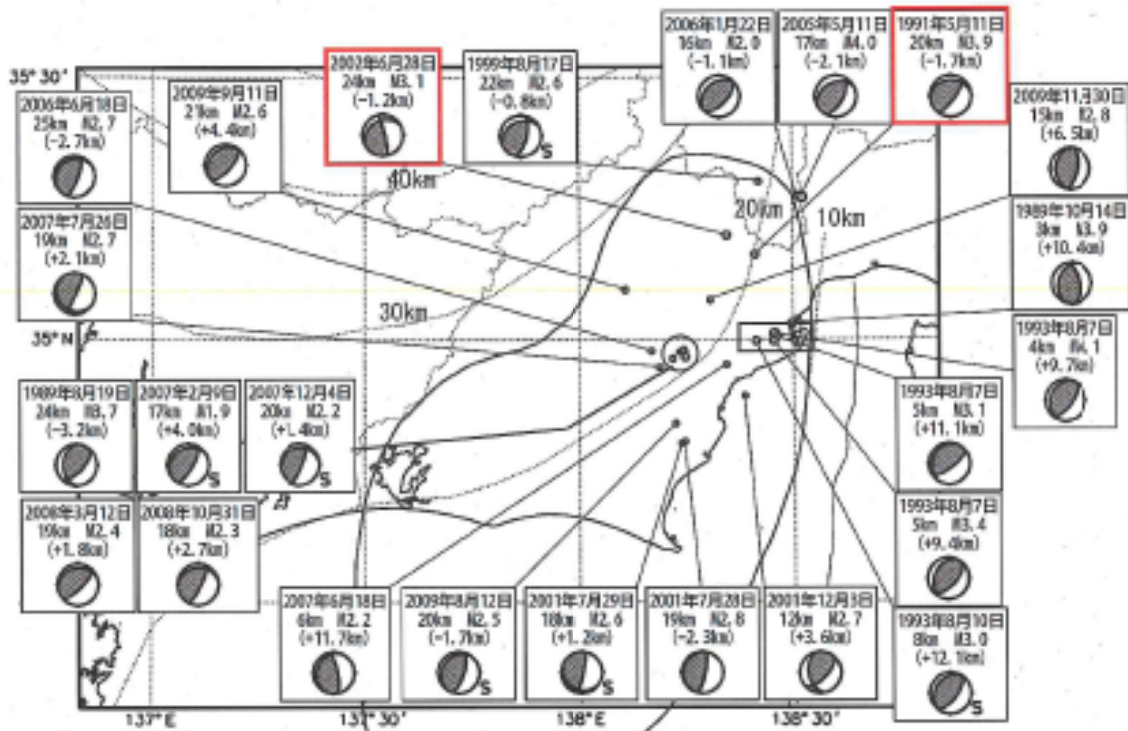 2006年1月22日
16km M2.0
(-1.1km)
2005年5月11日
17km M4.0
(-2.1km)
1991年5月11日
20km M3.9
(-1.7km)
2002年6月28日
24km M3.1
(-1.2km)
1999年8月17日
22km M2.6
(-0.8km)
S
35°30′
2009年9月11日
21km M2.6
(+4.4km)
2006年6月18日
25km M2.7
(-2.7km)
2009年11月30日
15km M2.8
(+6.5km)
40km
20km
10km
2007年7月26日
19km M2.7
(+2.1km)
1989年10月14日
3km M3.9
(+10.4km)
30km
35°N
1993年8月7日
4km M4.1
(+9.7km)
1989年8月19日
24km M3.7
(-3.2km)
2007年2月9日
17km M1.9
(+4.0km)
S
2007年12月4日
20km M2.2
(+1.4km)
S
1993年8月7日
5km M3.1
(+11.1km)
2008年3月12日
19km M2.4
(+1.8km)
2008年10月31日
18km M2.3
(+2.7km)
1993年8月7日
5km M3.4
(+9.4km)
2007年6月18日
6km M2.2
(+11.7km)
2009年8月12日
20km M2.5
(-1.7km)
S
2001年7月29日
18km M2.6
(+1.2km)
S
2001年7月28日
19km M2.8
(-2.3km)
2001年12月3日
12km M2.7
(+3.6km)
1993年8月10日
8km M3.0
(+12.1km)
S
137°E
137°30′
138°E
138°30′